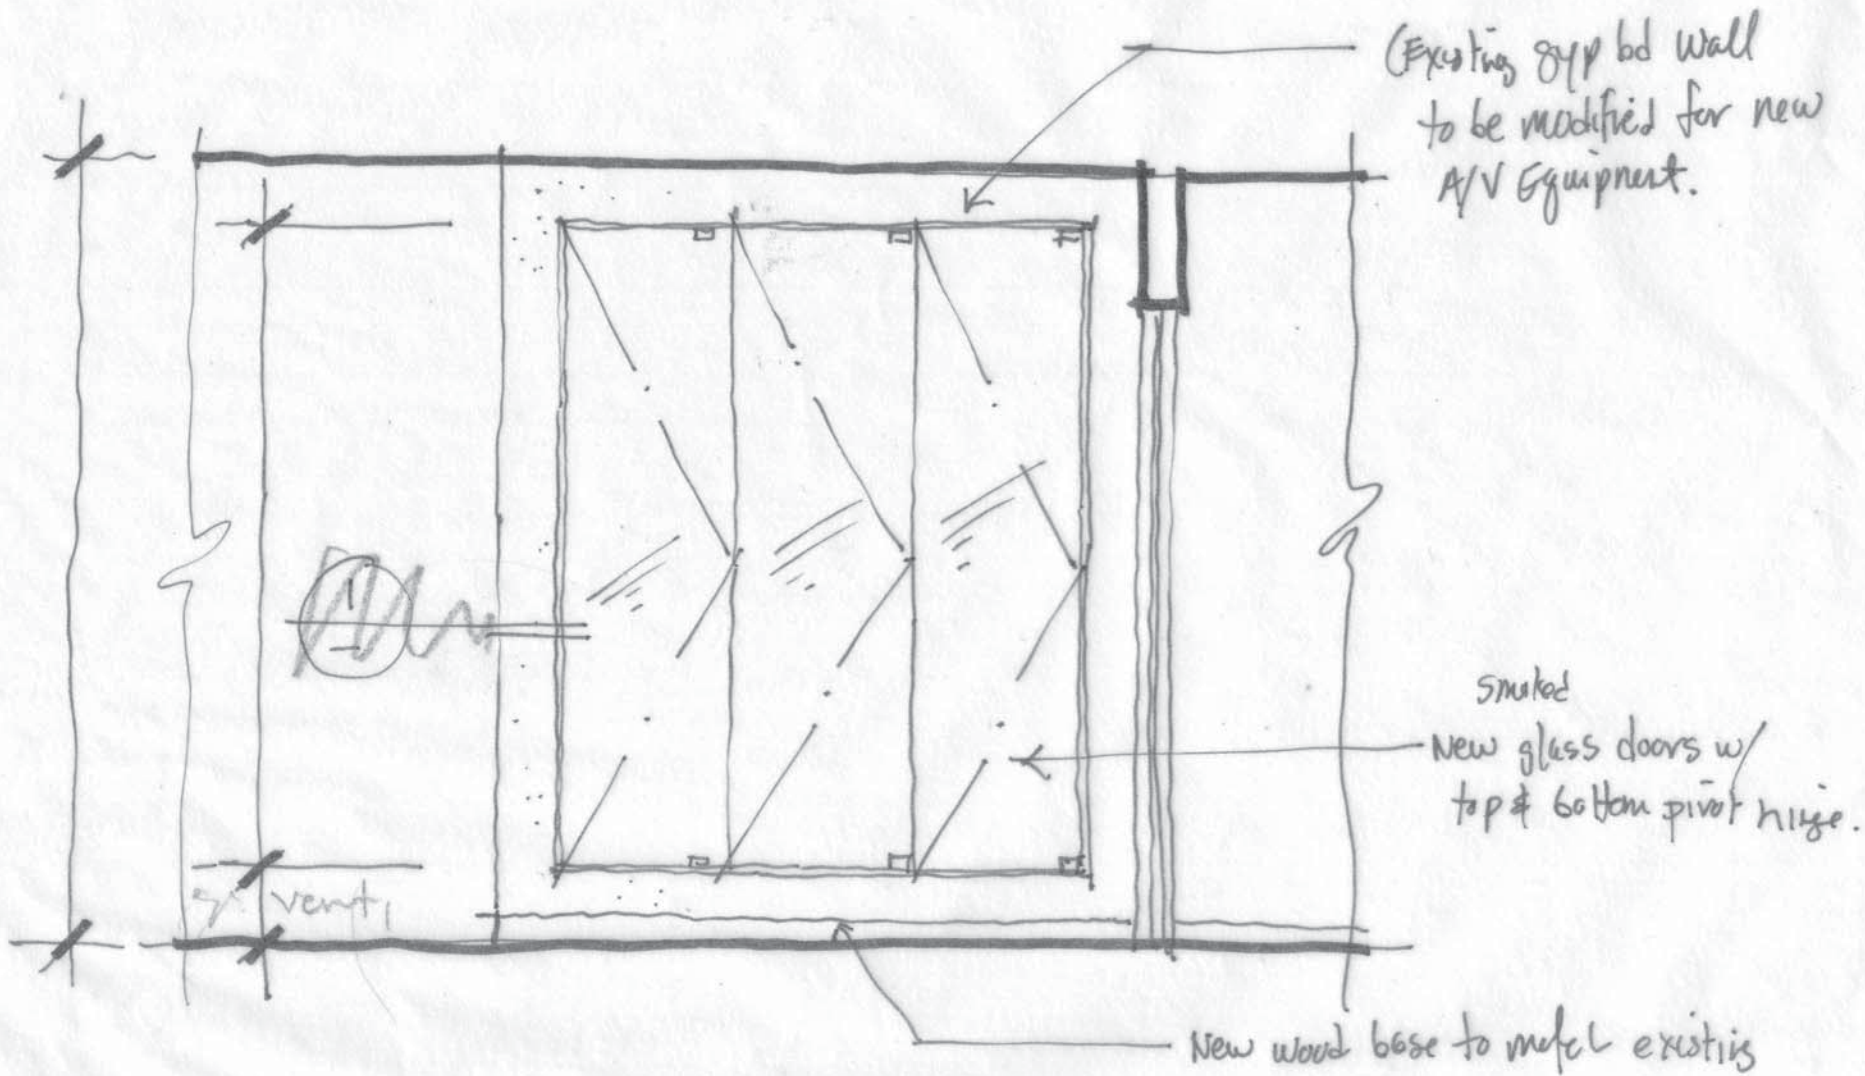 (Existing gyp bd wall
to be modified for new
A/V Equipment.
1
smoked
New glass doors w/
top & bottom pivot hinge.
New wood base to match existing